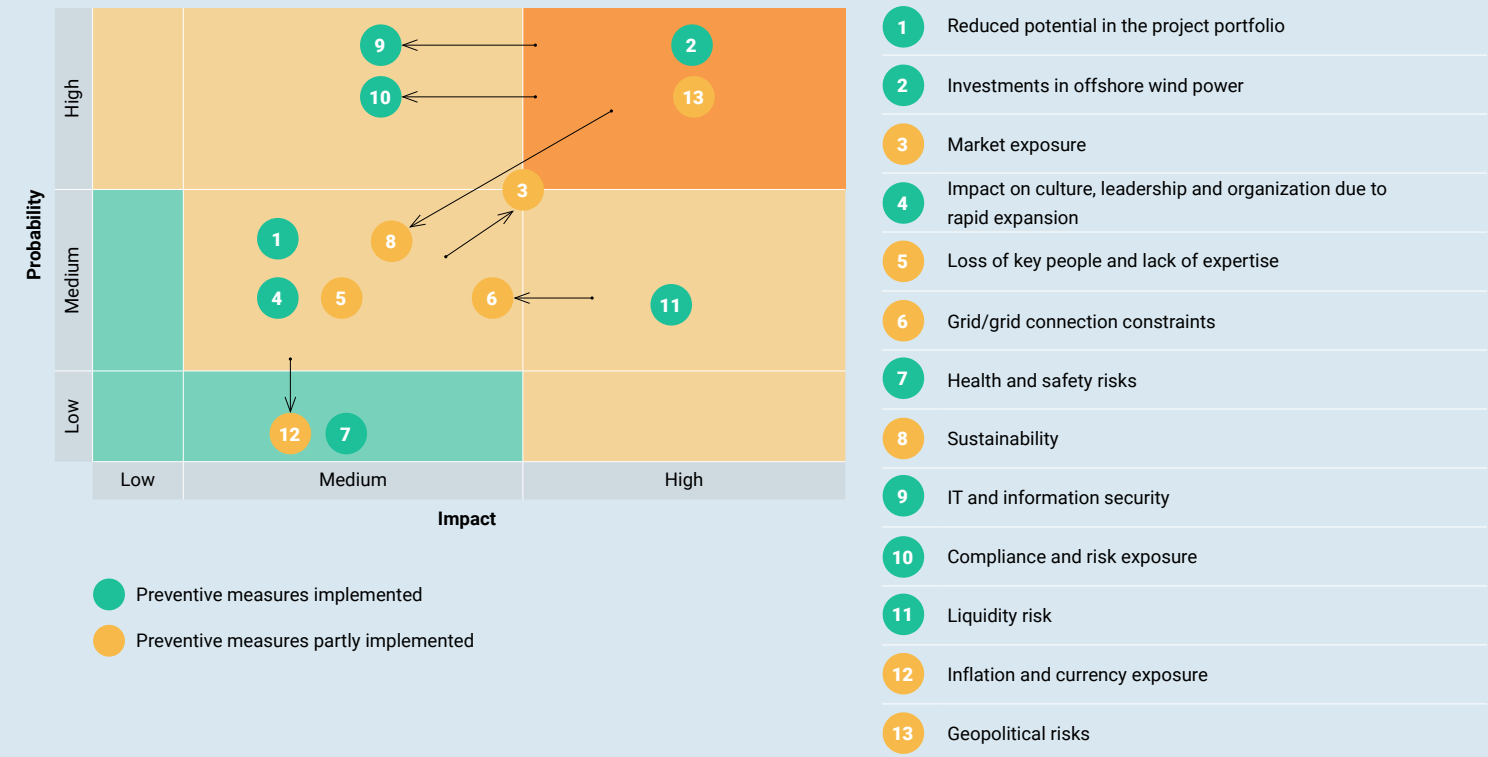 Probability
High
Medium
Low
9
2
10
13
3
1
8
4
5
6
11
12
7
Low
Medium
High
Impact
Preventive measures implemented
Preventive measures partly implemented
1 Reduced potential in the project portfolio
2 Investments in offshore wind power
3 Market exposure
4 Impact on culture, leadership and organization due to
rapid expansion
5 Loss of key people and lack of expertise
6 Grid/grid connection constraints
7 Health and safety risks
8 Sustainability
9 IT and information security
10 Compliance and risk exposure
11 Liquidity risk
12 Inflation and currency exposure
13 Geopolitical risks